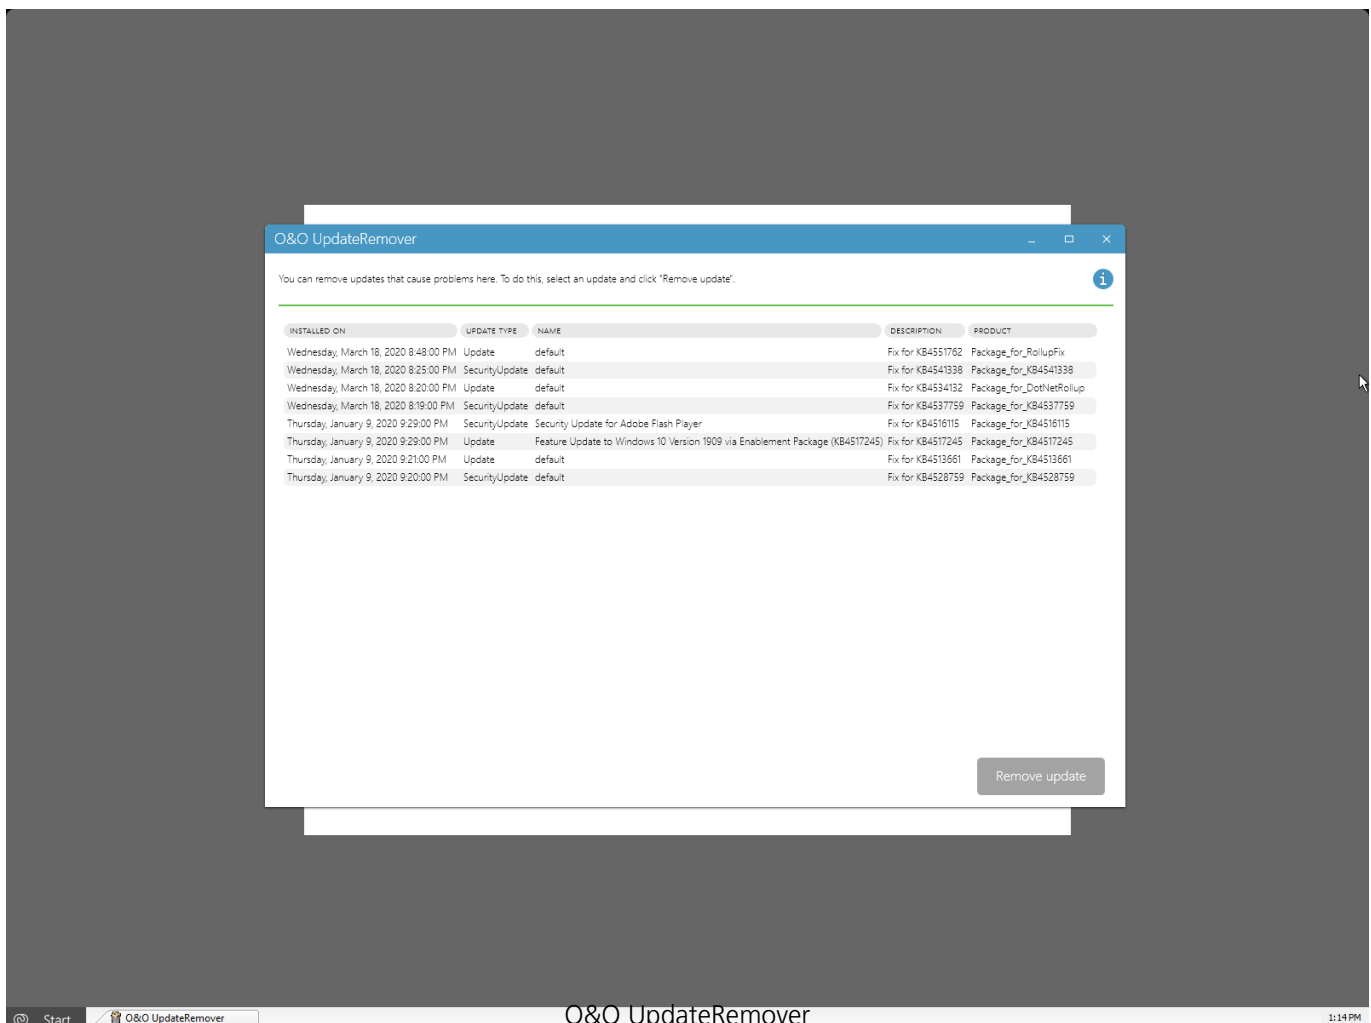 O&O UpdateRemover
You can remove updates that cause problems here. To do this, select an update and click "Remove update".
INSTALLED ON UPDATE TYPE NAME DESCRIPTION PRODUCT
Wednesday, March 18, 2020 8:48:00 PM Update default Fix for KB4551762 Package_for_RollupFix
Wednesday, March 18, 2020 8:25:00 PM SecurityUpdate default Fix for KB4541338 Package_for_KB4541338
Wednesday, March 18, 2020 8:20:00 PM Update default Fix for KB4534132 Package_for_DotNetRollup
Wednesday, March 18, 2020 8:19:00 PM SecurityUpdate default Fix for KB4537759 Package_for_KB4537759
Thursday, January 9, 2020 9:29:00 PM SecurityUpdate Security Update for Adobe Flash Player Fix for KB4516115 Package_for_KB4516115
Thursday, January 9, 2020 9:29:00 PM Update Feature Update to Windows 10 Version 1909 via Enablement Package (KB4517245) Fix for KB4517245 Package_for_KB4517245
Thursday, January 9, 2020 9:21:00 PM Update default Fix for KB4513661 Package_for_KB4513661
Thursday, January 9, 2020 9:20:00 PM SecurityUpdate default Fix for KB4528759 Package_for_KB4528759
Remove update
Start O&O UpdateRemover O&O UpdateRemover 1:14 PM